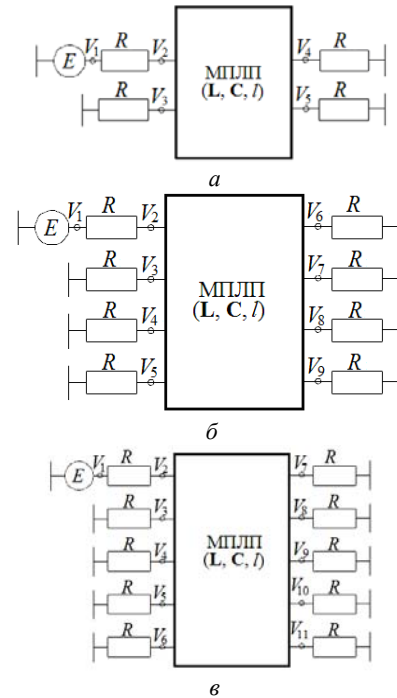 V1 R V2 V4 R
E
МПЛП
R V3 (L, C, l) V5 R
а
V1 R V2 V6 R
E
R V3 V7 R
МПЛП
R V4 (L, C, l) V8 R
R V5 V9 R
б
V1 R V2 V7 R
E
R V3 V8 R
МПЛП
R V4 (L, C, l) V9 R
R V5 V10 R
R V6 V11 R
в